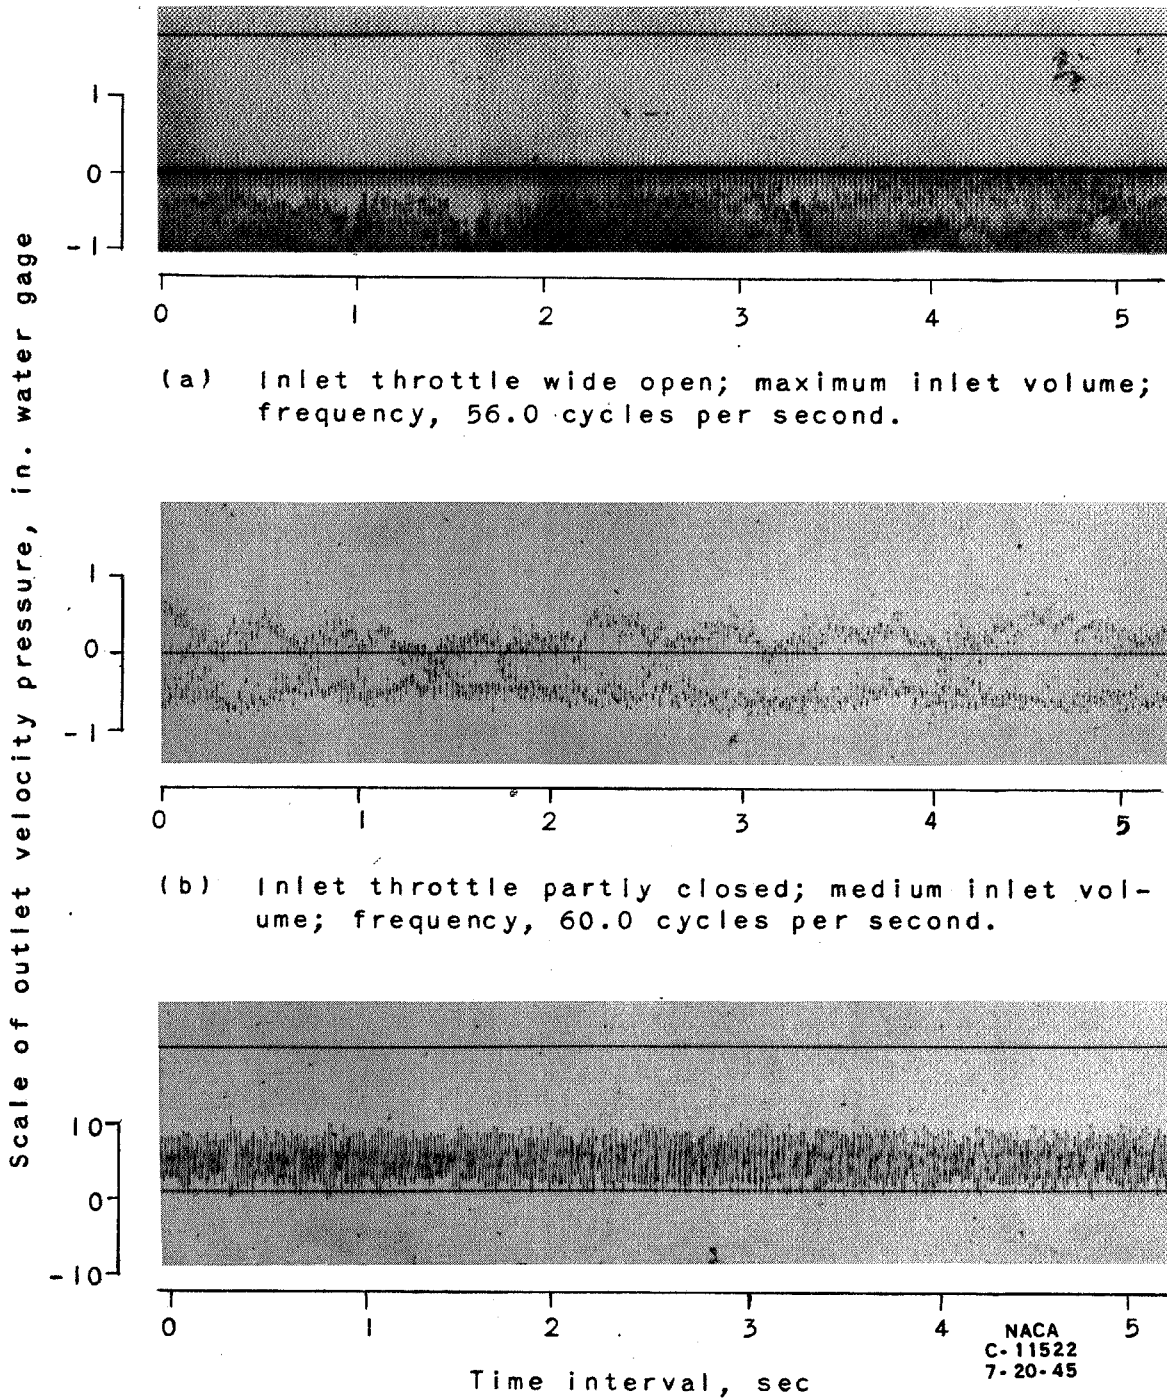 Scale of outlet velocity pressure, in. water gage
1
0
-1
0 1 2 3 4 5
(a) Inlet throttle wide open; maximum inlet volume;
frequency, 56.0 cycles per second.
1
0
-1
0 1 2 3 4 5
(b) Inlet throttle partly closed; medium inlet vol-
ume; frequency, 60.0 cycles per second.
10
0
-10
0 1 2 3 4 5
Time interval, sec
NACA
C-11522
7-20-45